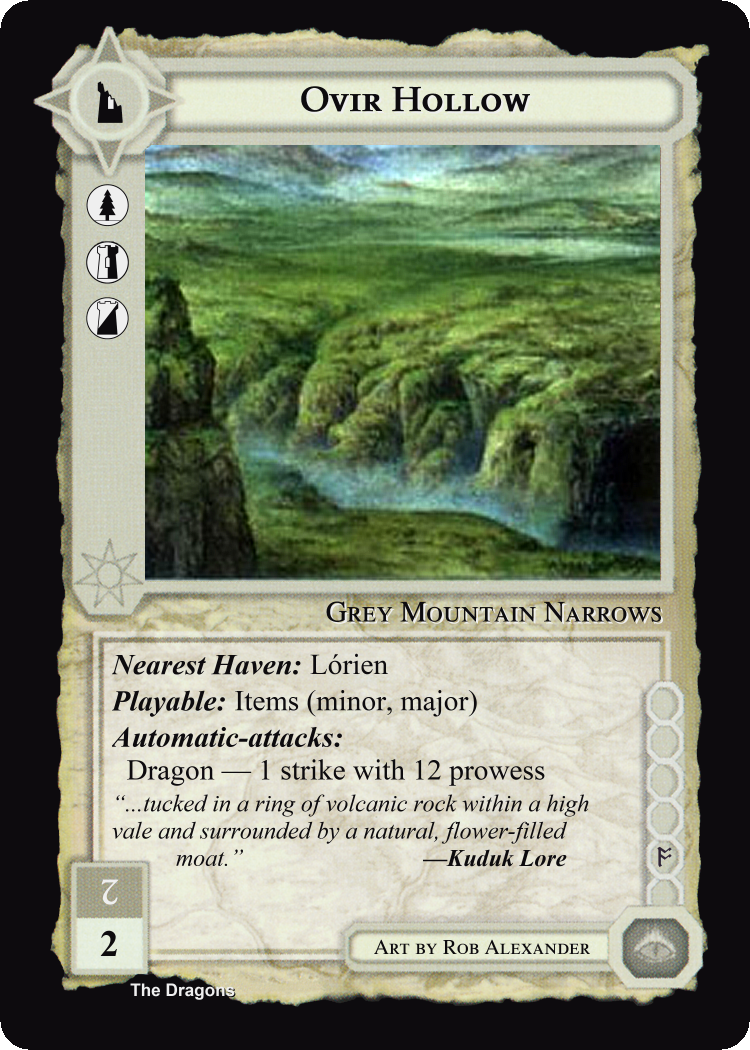 Ovir Hollow
Grey Mountain Narrows
Nearest Haven: Lórien
Playable: Items (minor, major)
Automatic-attacks:
Dragon — 1 strike with 12 prowess
“...tucked in a ring of volcanic rock within a high
vale and surrounded by a natural, flower-filled
moat.” —Kuduk Lore
2
Art by Rob Alexander
The Dragons